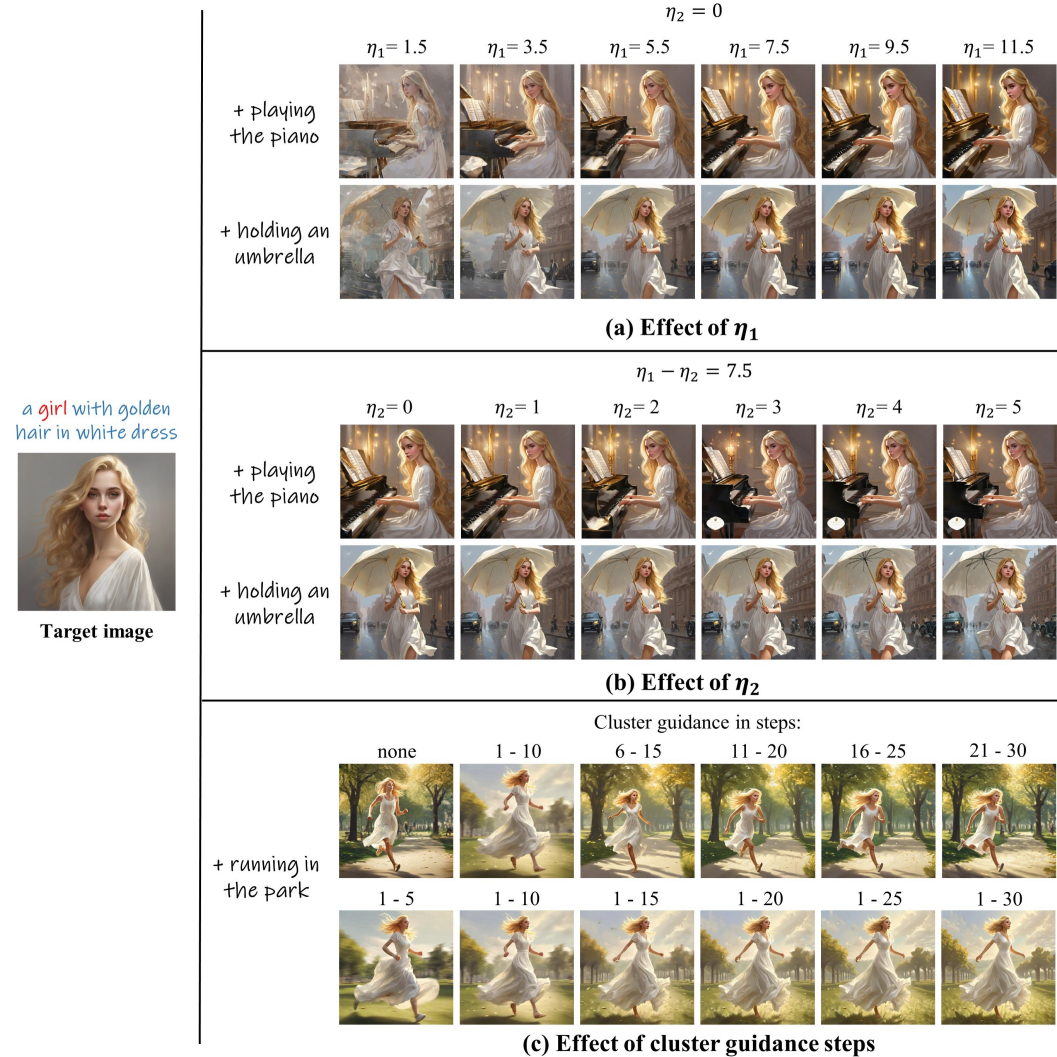 η₂ = 0
η₁= 1.5 η₁= 3.5 η₁= 5.5 η₁= 7.5 η₁= 9.5 η₁= 11.5
+ playing
the piano
+ holding an
umbrella
(a) Effect of η₁
η₁ − η₂ = 7.5
η₂= 0 η₂= 1 η₂= 2 η₂= 3 η₂= 4 η₂= 5
a girl with golden
hair in white dress
Target image
+ playing
the piano
+ holding an
umbrella
(b) Effect of η₂
Cluster guidance in steps:
none 1 - 10 6 - 15 11 - 20 16 - 25 21 - 30
+ running in
the park
1 - 5 1 - 10 1 - 15 1 - 20 1 - 25 1 - 30
(c) Effect of cluster guidance steps